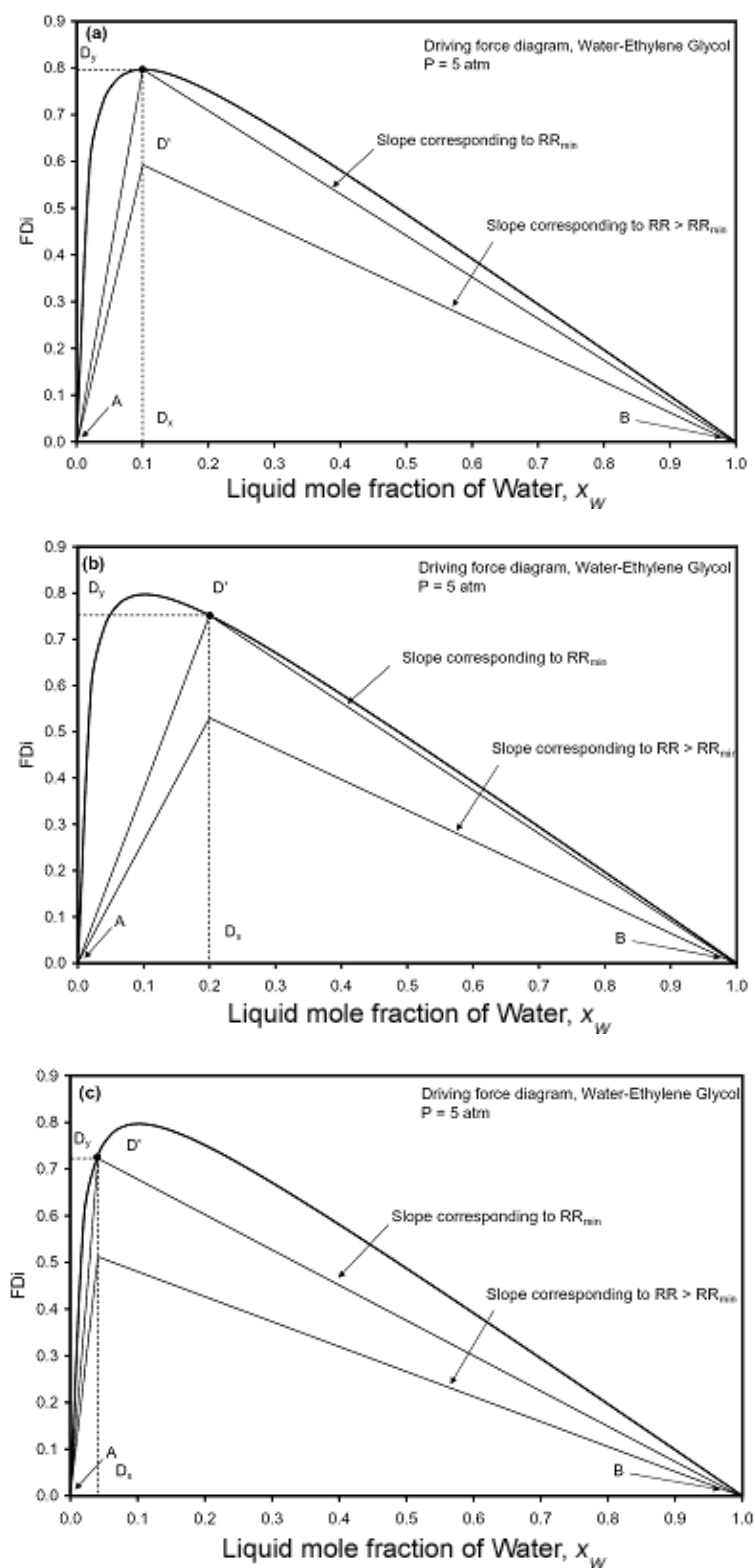 (a)
Driving force diagram, Water-Ethylene Glycol
P = 5 atm
0.9
0.8
0.7
0.6
0.5
0.4
0.3
0.2
0.1
0.0
FDi
Dy
D'
Slope corresponding to RRmin
Slope corresponding to RR > RRmin
A
Dx
B
0.0 0.1 0.2 0.3 0.4 0.5 0.6 0.7 0.8 0.9 1.0
Liquid mole fraction of Water, xW
(b)
Driving force diagram, Water-Ethylene Glycol
P = 5 atm
0.9
0.8
0.7
0.6
0.5
0.4
0.3
0.2
0.1
0.0
FDi
Dy
D'
Slope corresponding to RRmin
Slope corresponding to RR > RRmin
A
Dx
B
0.0 0.1 0.2 0.3 0.4 0.5 0.6 0.7 0.8 0.9 1.0
Liquid mole fraction of Water, xW
(c)
Driving force diagram, Water-Ethylene Glycol
P = 5 atm
0.9
0.8
0.7
0.6
0.5
0.4
0.3
0.2
0.1
0.0
FDi
Dy
D'
Slope corresponding to RRmin
Slope corresponding to RR > RRmin
A
Dx
B
0.0 0.1 0.2 0.3 0.4 0.5 0.6 0.7 0.8 0.9 1.0
Liquid mole fraction of Water, xW